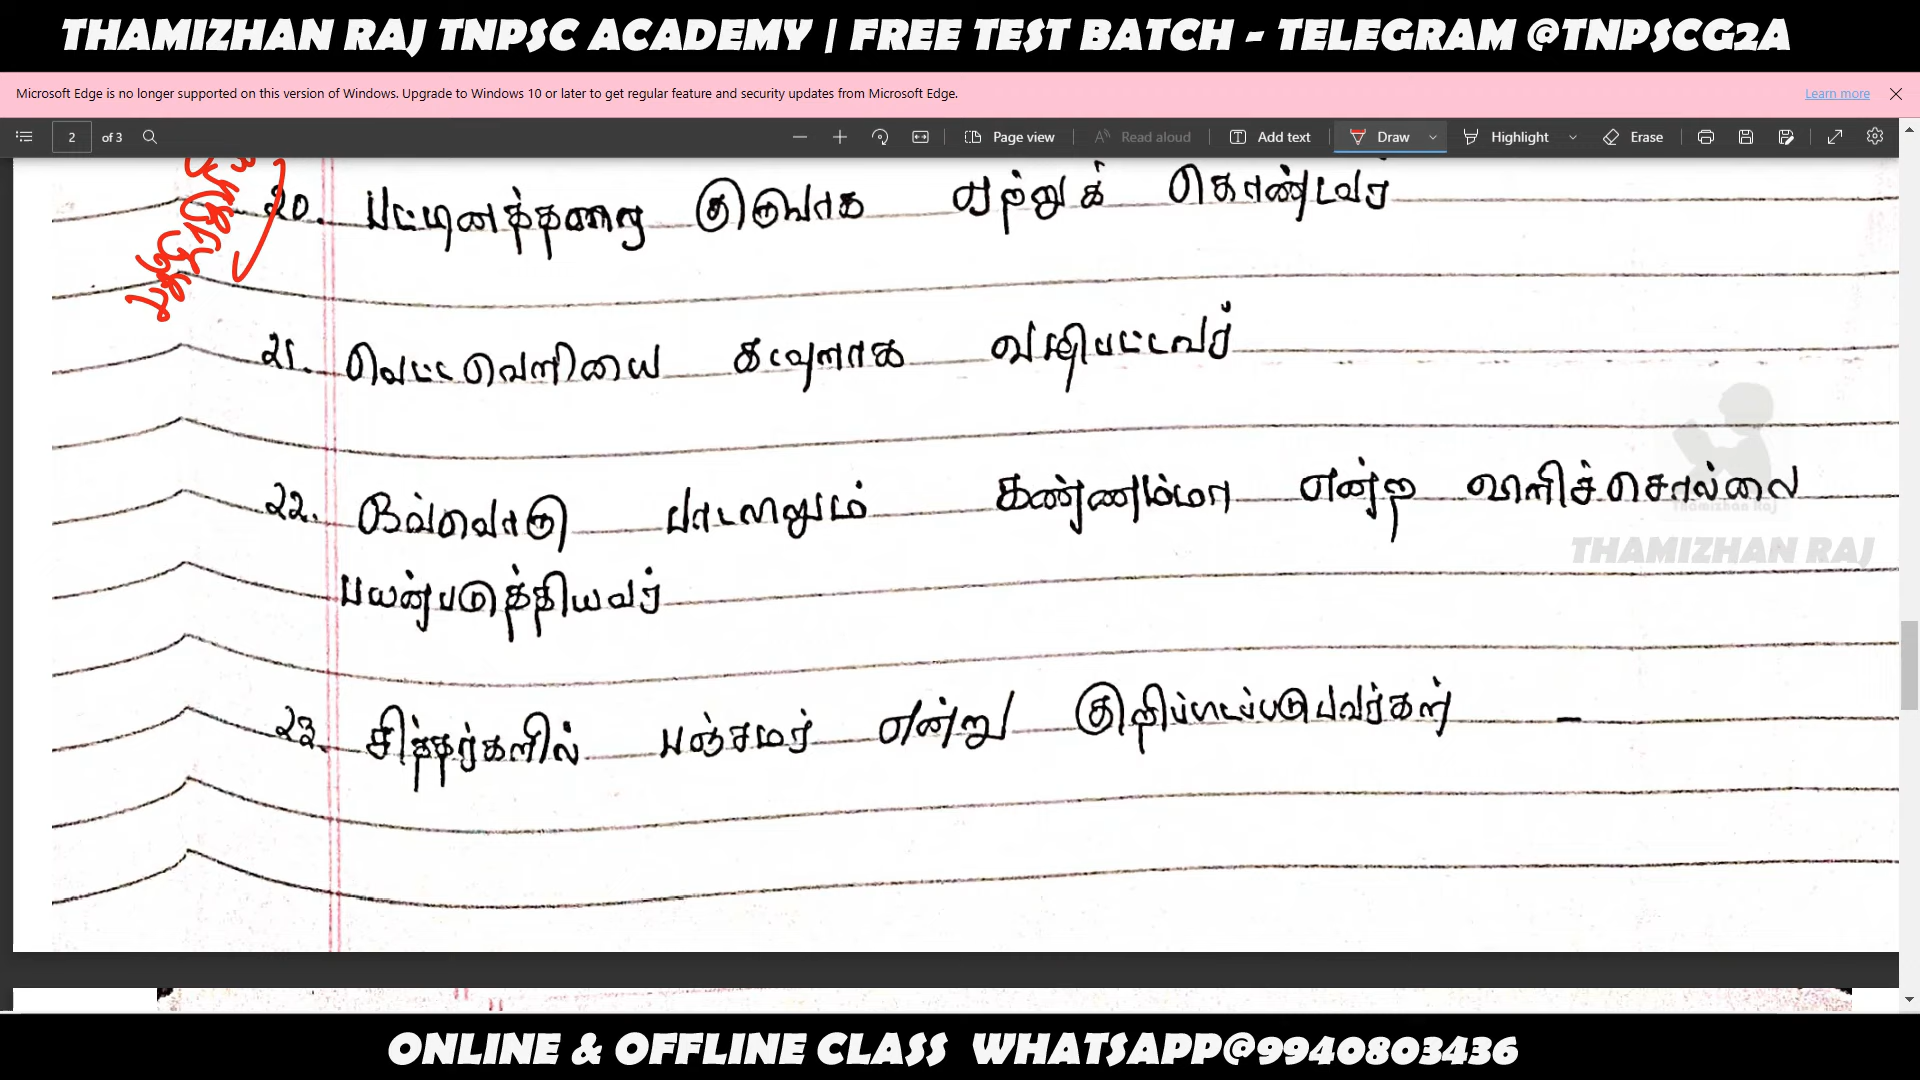 THAMIZHAN RAJ TNPSC ACADEMY | FREE TEST BATCH - TELEGRAM @TNPSCG2A
Microsoft Edge is no longer supported on this version of Windows. Upgrade to Windows 10 or later to get regular feature and security updates from Microsoft Edge. Learn more
2 of 3 Page view Read aloud Add text Draw Highlight Erase
20. பட்டினத்தாரை குருவாக ஏற்றுக் கொண்டவர்
21. வெட்டவெளியை கடவுளாக வழிபட்டவர்
22. ஒவ்வொரு பாடலிலும் கண்ணம்மா என்ற விளிச்சொல்லை
THAMIZHAN RAJ
பயன்படுத்தியவர்
23. சித்தர்களில் பஞ்சமர் என்று குறிப்படப்படுபவர்கள் -
ONLINE & OFFLINE CLASS WHATSAPP@9940803436